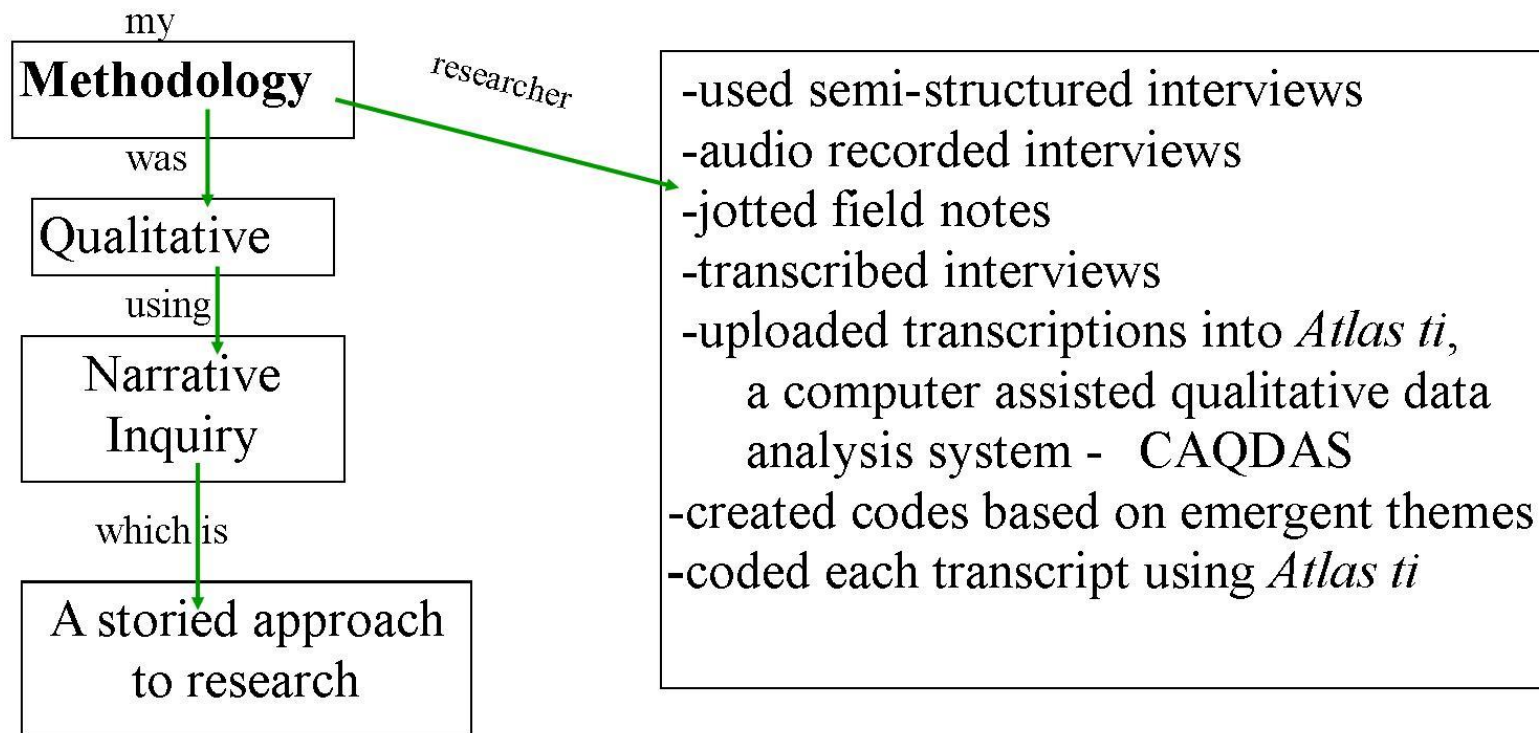 my
Methodology
was
Qualitative
using
Narrative
Inquiry
which is
A storied approach
to research
researcher
-used semi-structured interviews
-audio recorded interviews
-jotted field notes
-transcribed interviews
-uploaded transcriptions into Atlas ti,
a computer assisted qualitative data
analysis system - CAQDAS
-created codes based on emergent themes
-coded each transcript using Atlas ti